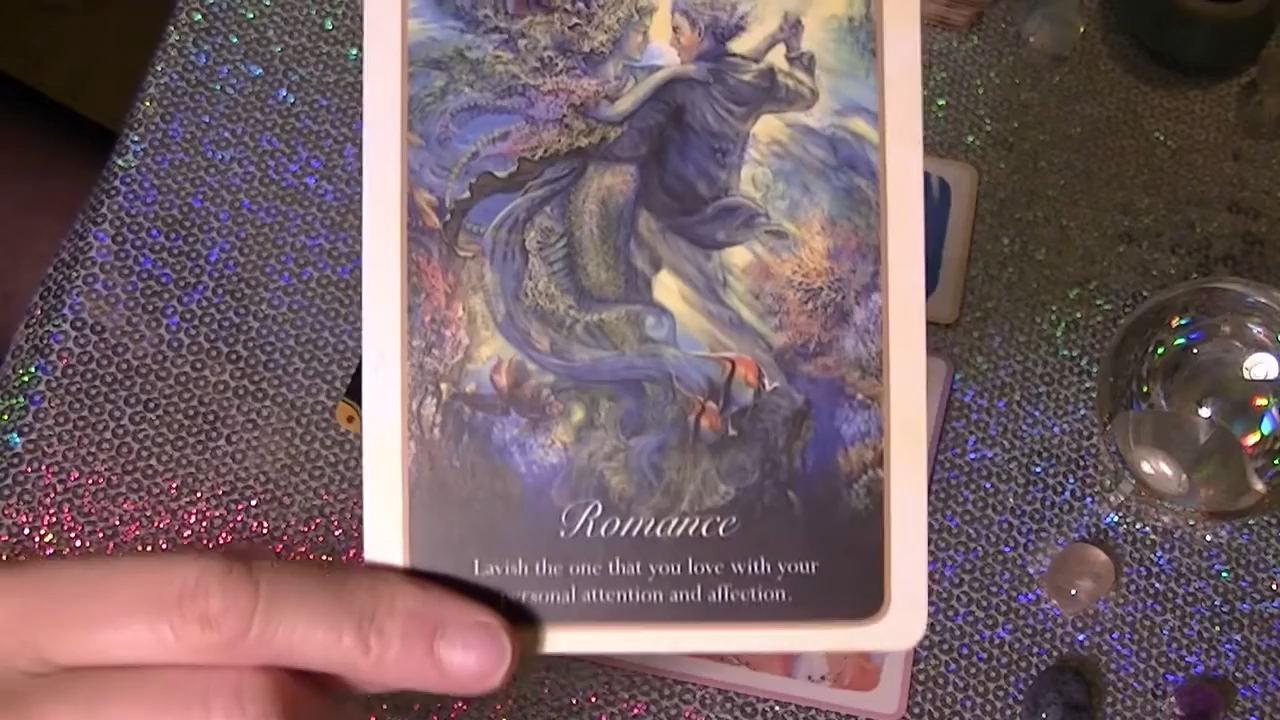 Romance
Lavish the one that you love with your
personal attention and affection.